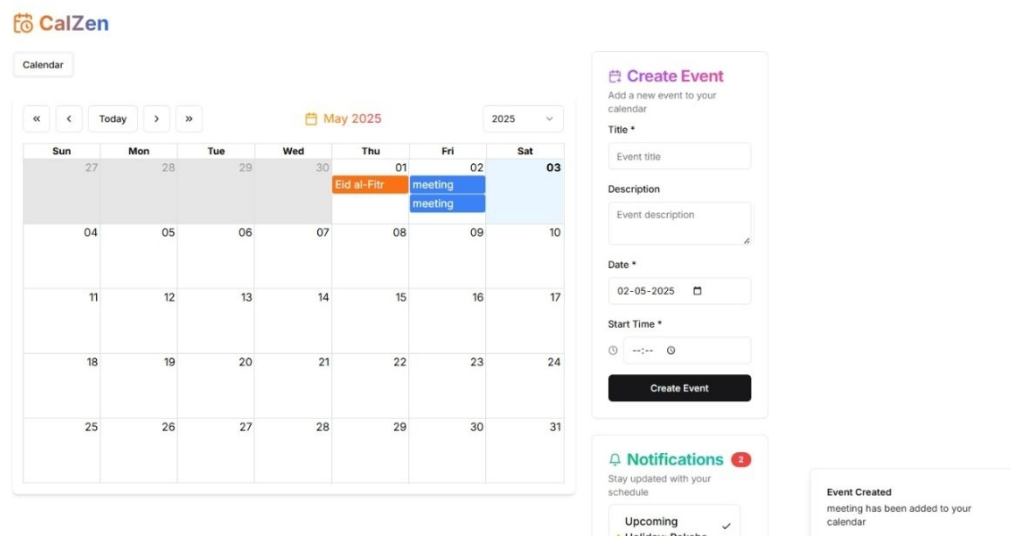 CalZen
Calendar
« ‹ Today › » May 2025 2025
Sun Mon Tue Wed Thu Fri Sat
27 28 29 30 01 02 03
Eid al-Fitr meeting
meeting
04 05 06 07 08 09 10
11 12 13 14 15 16 17
18 19 20 21 22 23 24
25 26 27 28 29 30 31
Create Event
Add a new event to your
calendar
Title *
Event title
Description
Event description
Date *
02-05-2025
Start Time *
--:--
Create Event
Notifications 2
Stay updated with your
schedule
Upcoming
Event Created
meeting has been added to your
calendar